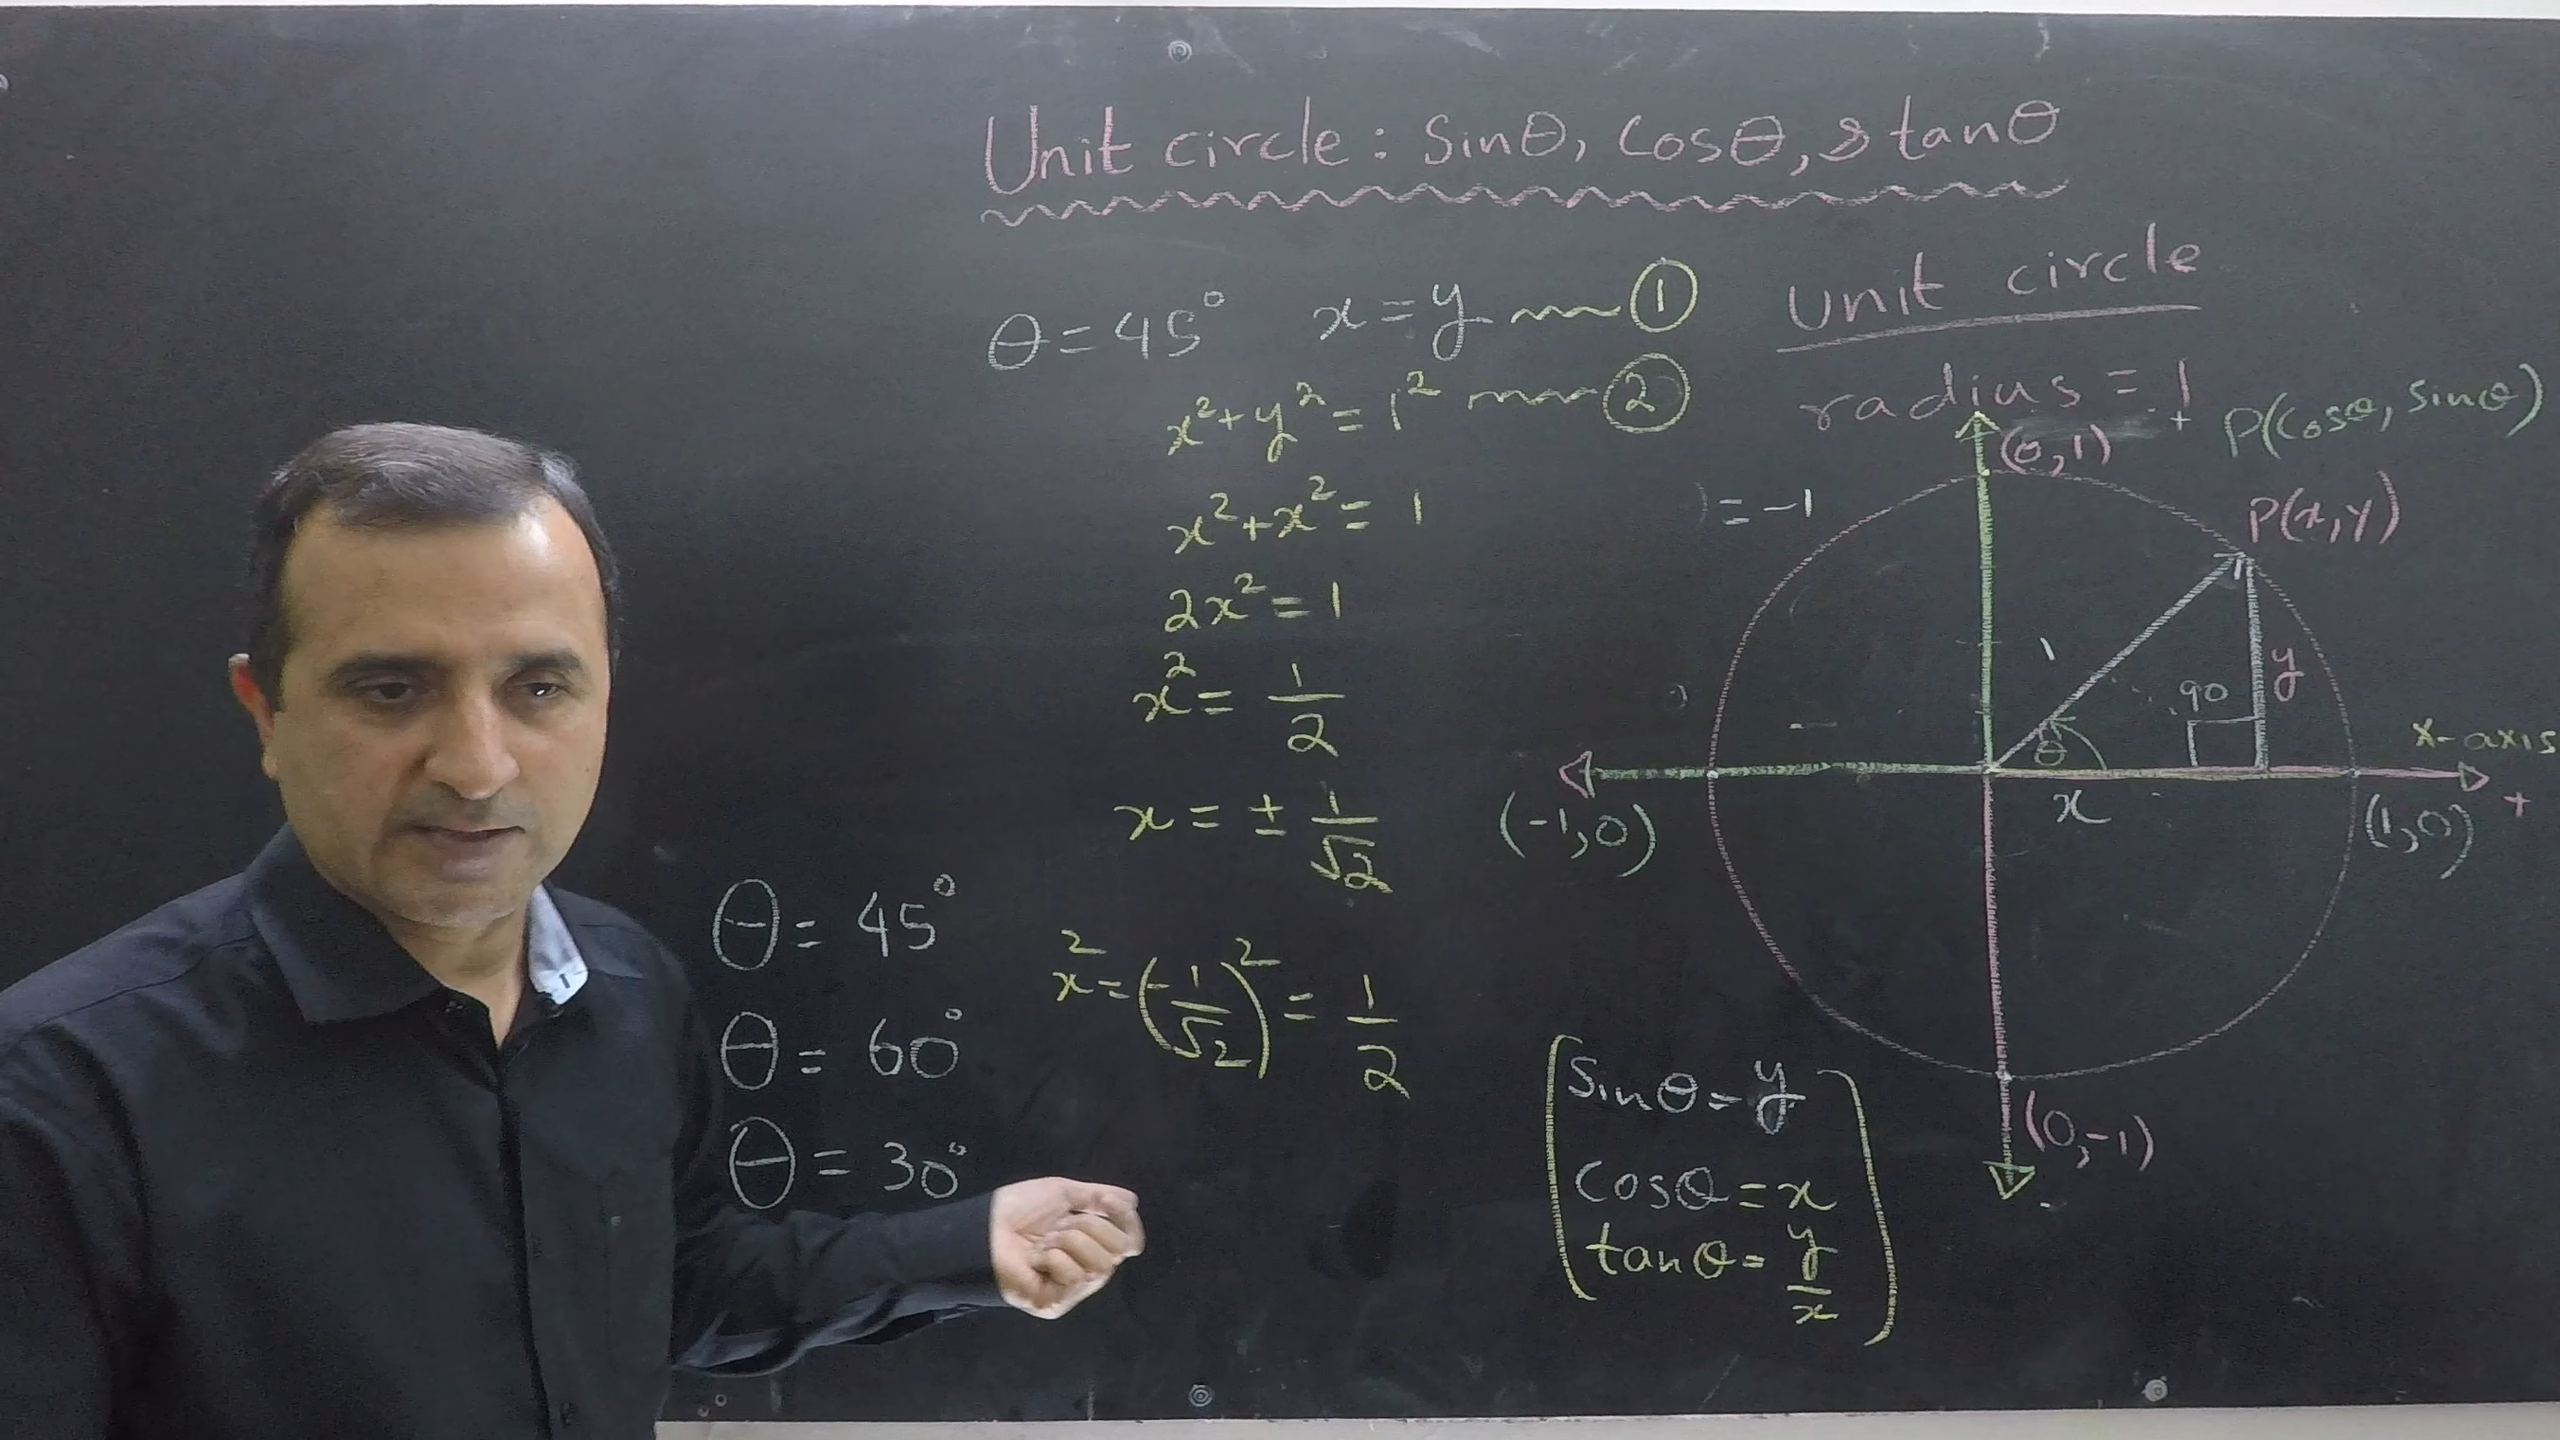 Unit circle: Sinθ, Cosθ, & tanθ
θ = 45° x = y ① 
x² + y² = 1² ②
x² + x² = 1
2x² = 1
x² = 1/2
x = ± 1/√2
x² = (-1/√2)² = 1/2
θ = 45°
θ = 60°
θ = 30°
unit circle
radius = 1
+
P(Cosθ, Sinθ)
(0,1)
) = -1
P(x,y)
1
y
90
θ
x-axis
x
(-1,0)
(1,0)
+
–
(0,-1)
Sinθ = y
Cosθ = x
tanθ = y/x